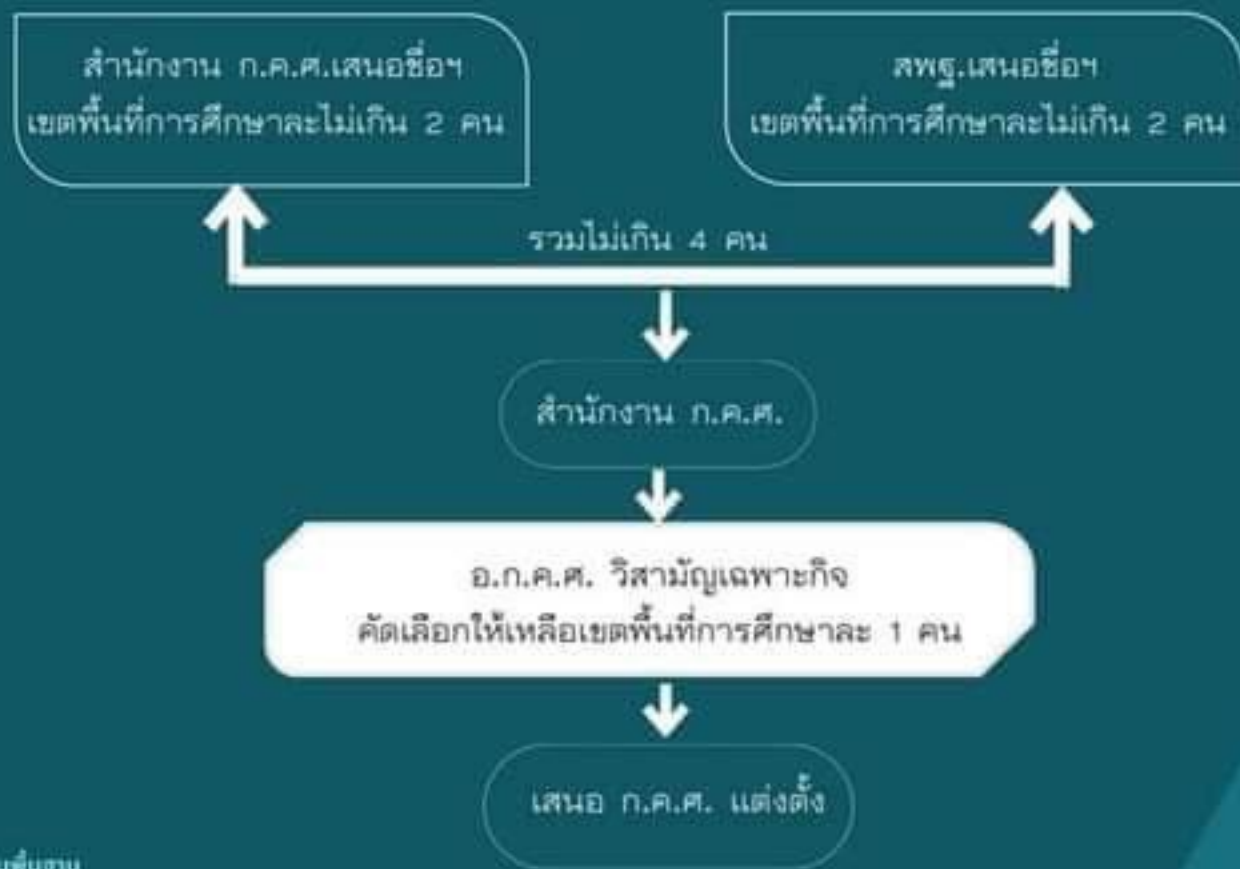 สำนักงาน ก.ค.ศ.เสนอชื่อฯ
เขตพื้นที่การศึกษาละไม่เกิน 2 คน
สพฐ.เสนอชื่อฯ
เขตพื้นที่การศึกษาละไม่เกิน 2 คน
รวมไม่เกิน 4 คน
สำนักงาน ก.ค.ศ.
อ.ก.ค.ศ. วิสามัญเฉพาะกิจ
คัดเลือกให้เหลือเขตพื้นที่การศึกษาละ 1 คน
เสนอ ก.ค.ศ. แต่งตั้ง